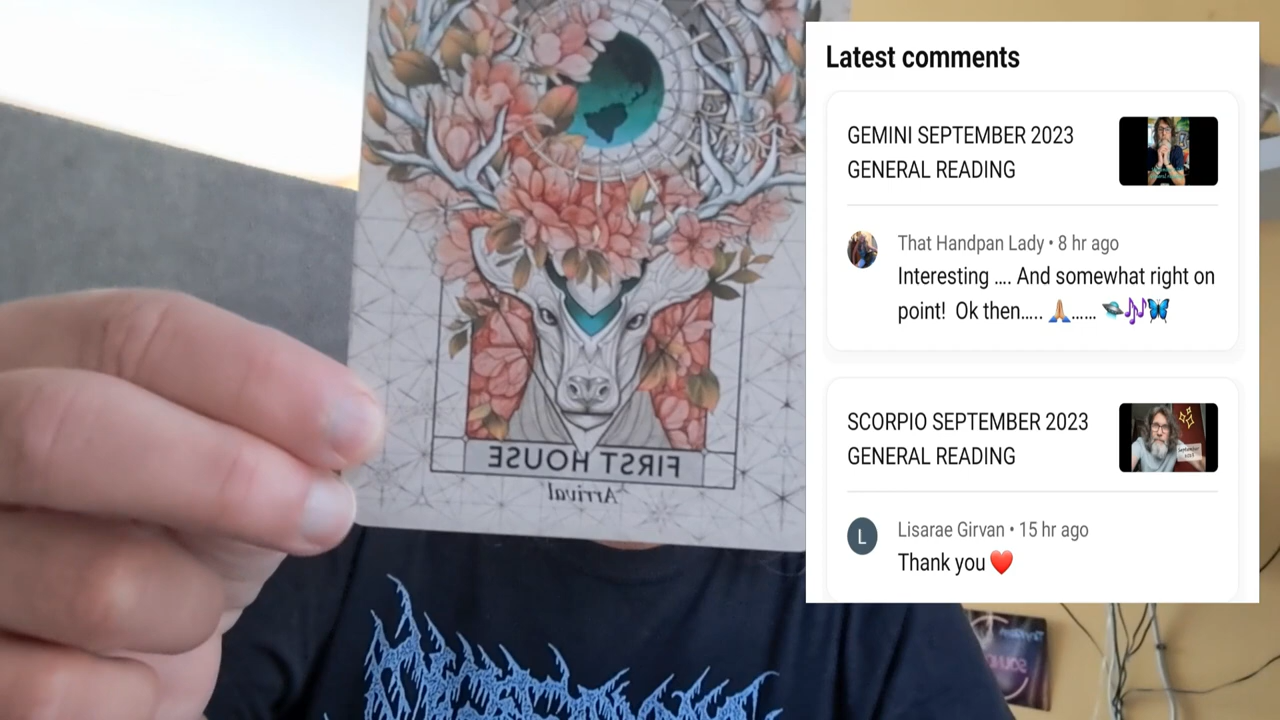 FIRST HOUSE
Arrival
Latest comments
GEMINI SEPTEMBER 2023
GENERAL READING
That Handpan Lady • 8 hr ago
Interesting .... And somewhat right on
point! Ok then..... 🙏🏼...... 🛸🎶🦋
SCORPIO SEPTEMBER 2023
GENERAL READING
L
Lisarae Girvan • 15 hr ago
Thank you ❤️